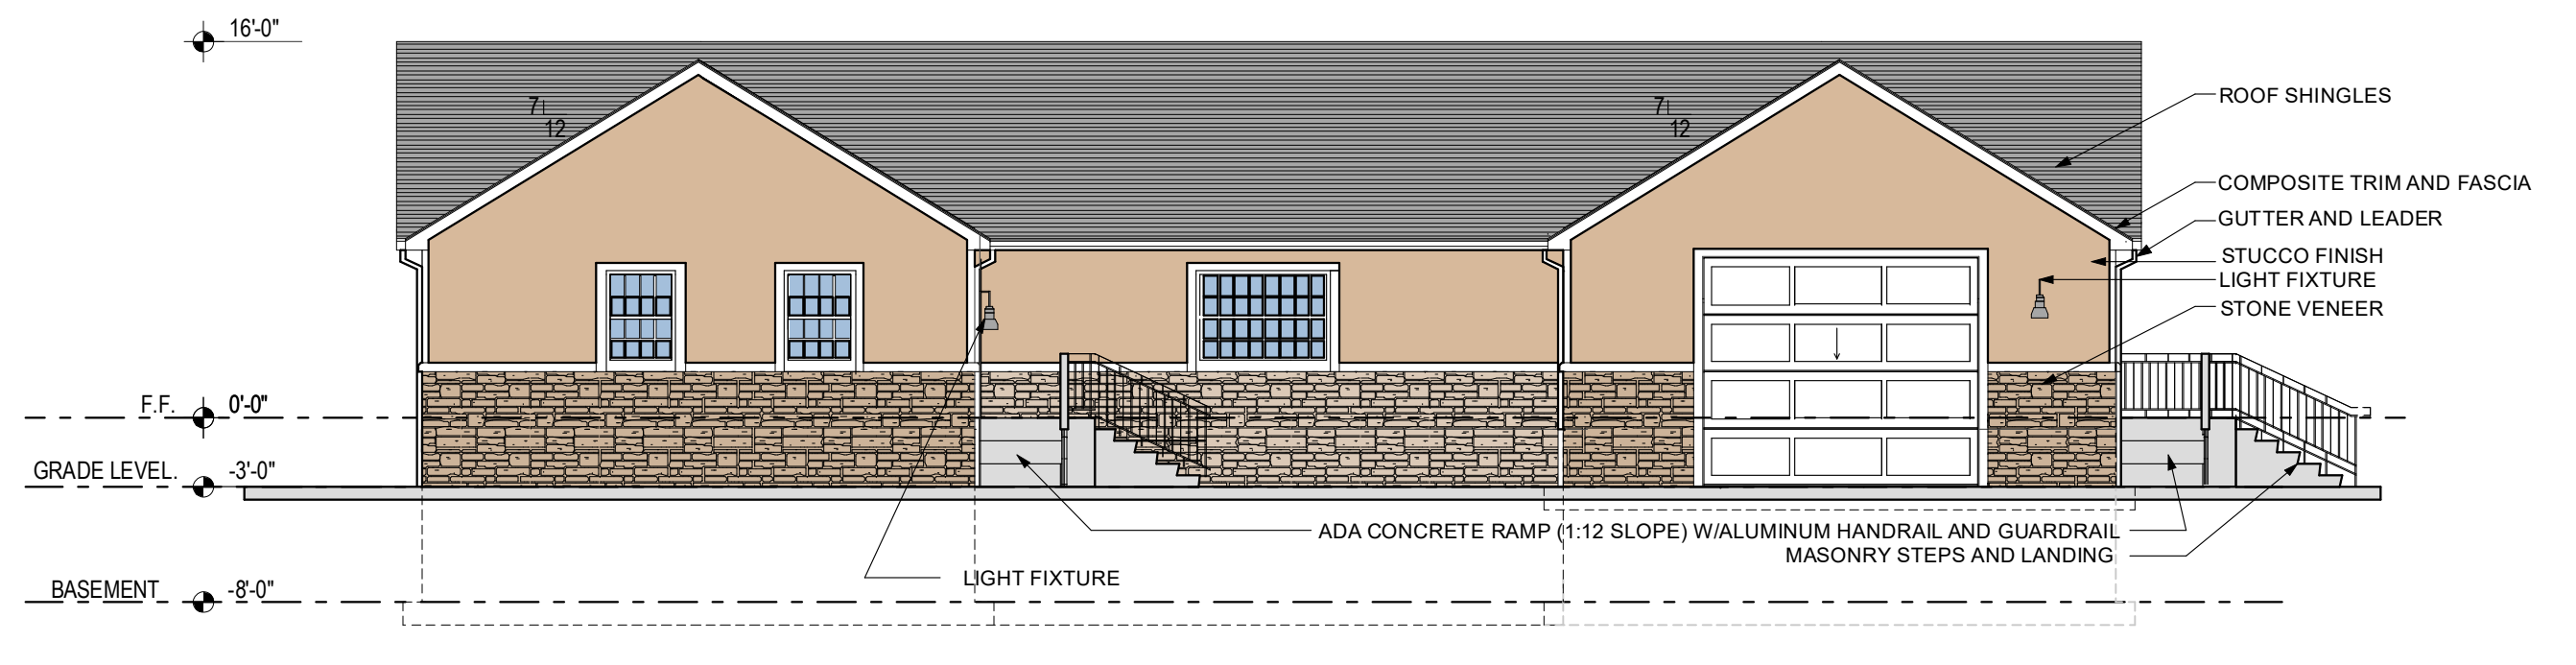 16'-0"
7
12
7
12
ROOF SHINGLES
COMPOSITE TRIM AND FASCIA
GUTTER AND LEADER
STUCCO FINISH
LIGHT FIXTURE
STONE VENEER
F.F. 0'-0"
GRADE LEVEL. -3'-0"
ADA CONCRETE RAMP (1:12 SLOPE) W/ALUMINUM HANDRAIL AND GUARDRAIL
MASONRY STEPS AND LANDING
LIGHT FIXTURE
BASEMENT -8'-0"